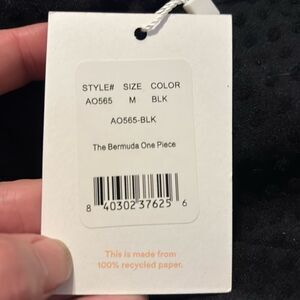 STYLE# SIZE COLOR
AO565 M BLK
AO565-BLK
The Bermuda One Piece
8 40302 37625 6
This is made from
100% recycled paper.